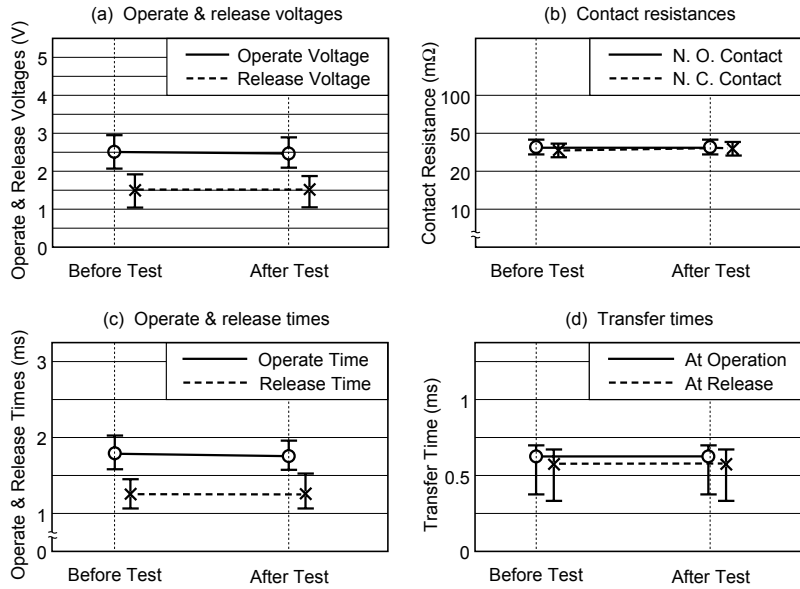 (a) Operate & release voltages
Operate & Release Voltages (V)
5
4
3
2
1
0
Operate Voltage
Release Voltage
Before Test
After Test
(b) Contact resistances
Contact Resistance (mΩ)
100
50
20
10
N. O. Contact
N. C. Contact
Before Test
After Test
(c) Operate & release times
Operate & Release Times (ms)
3
2
1
0
Operate Time
Release Time
Before Test
After Test
(d) Transfer times
Transfer Time (ms)
1
0.5
0
At Operation
At Release
Before Test
After Test